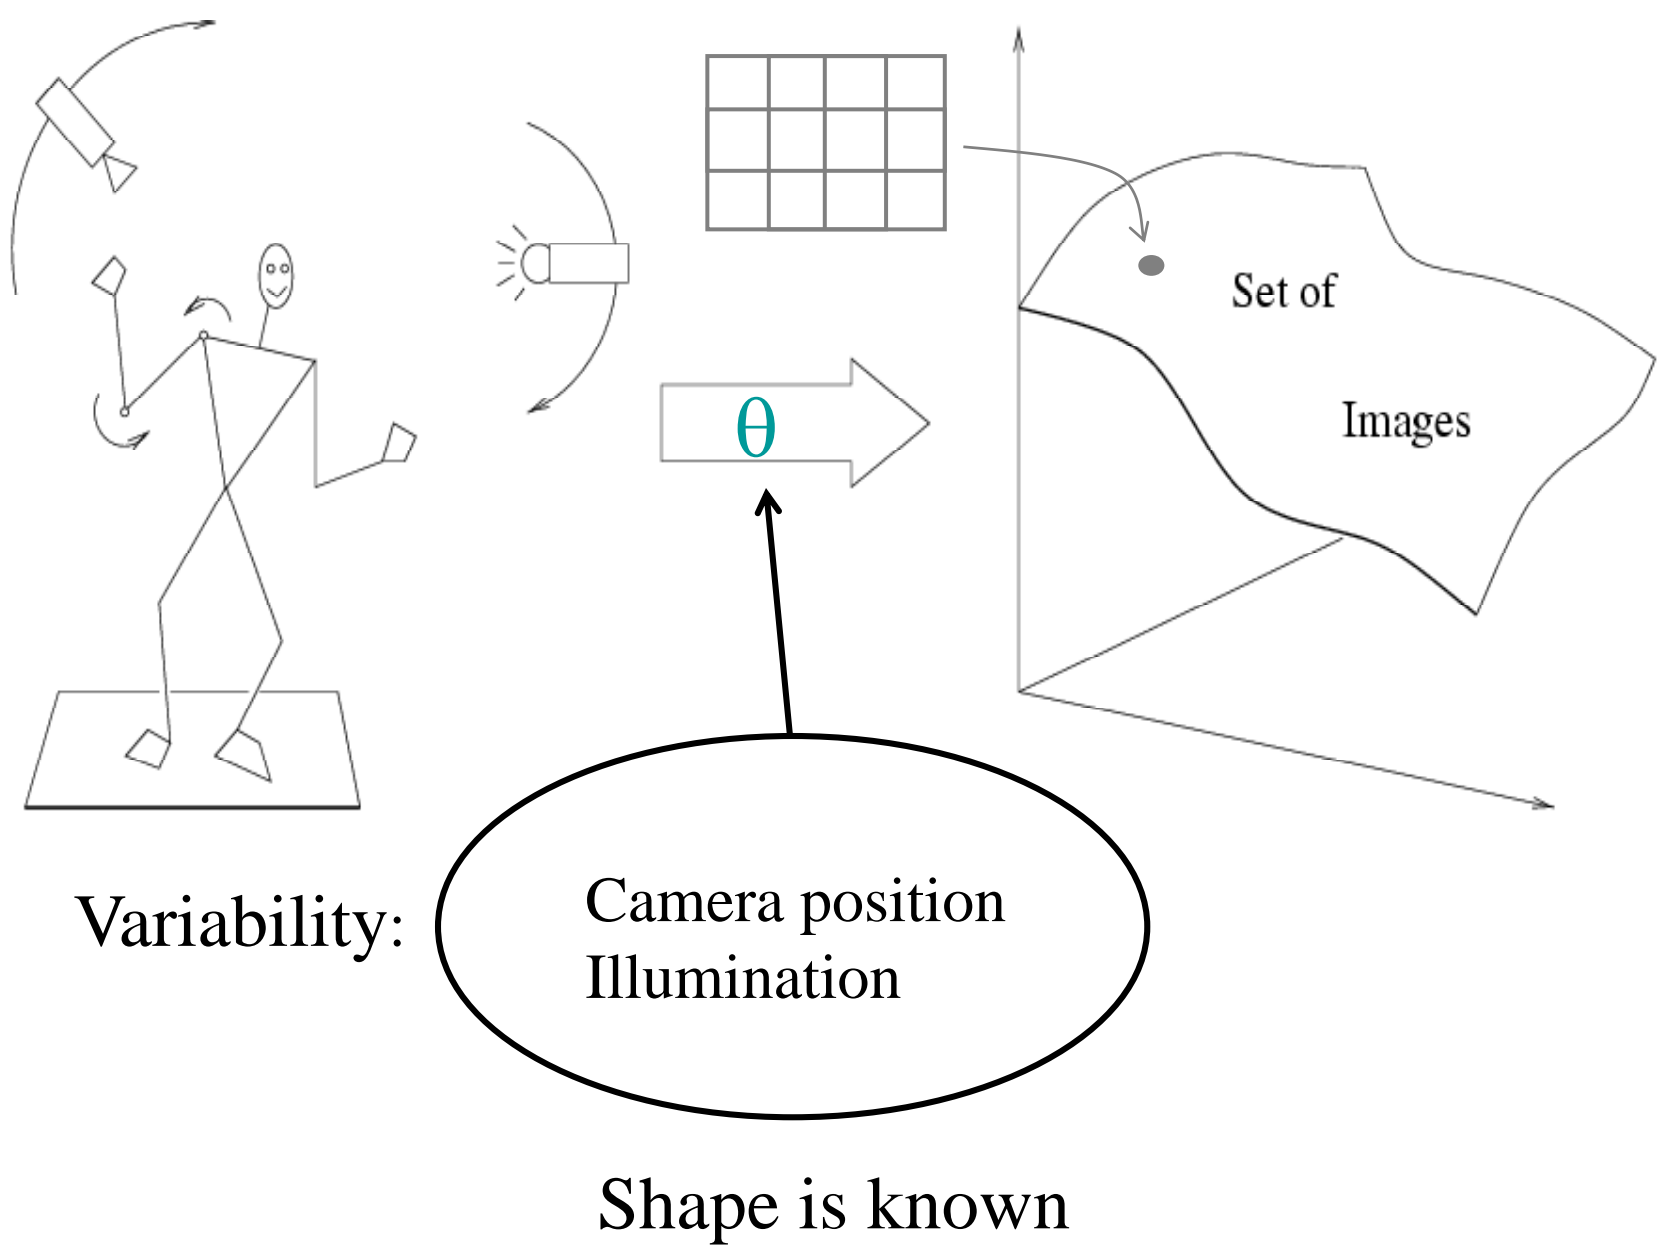 θ
Set of
Images
Variability:
Camera position
Illumination
Shape is known